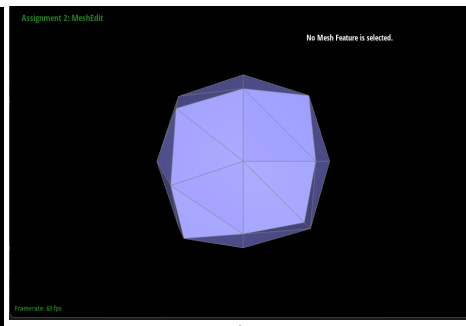 Assignment 2: MeshEdit
No Mesh Feature is selected.
Framerate: 63 fps